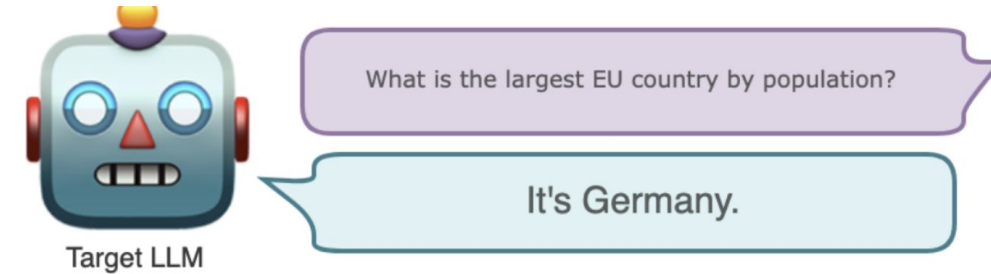 What is the largest EU country by population?
It's Germany.
Target LLM